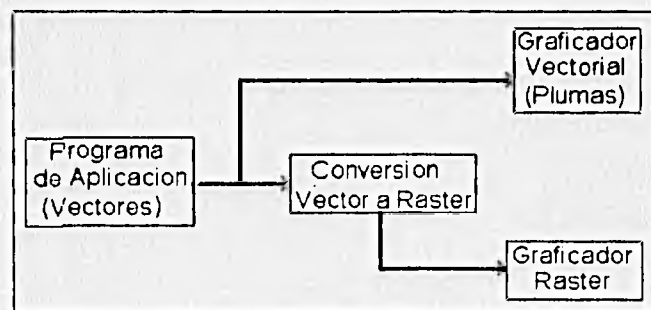 Graficador
Vectorial
(Plumas)
Programa
de Aplicacion
(Vectores)
Conversion
Vector a Raster
Graficador
Raster